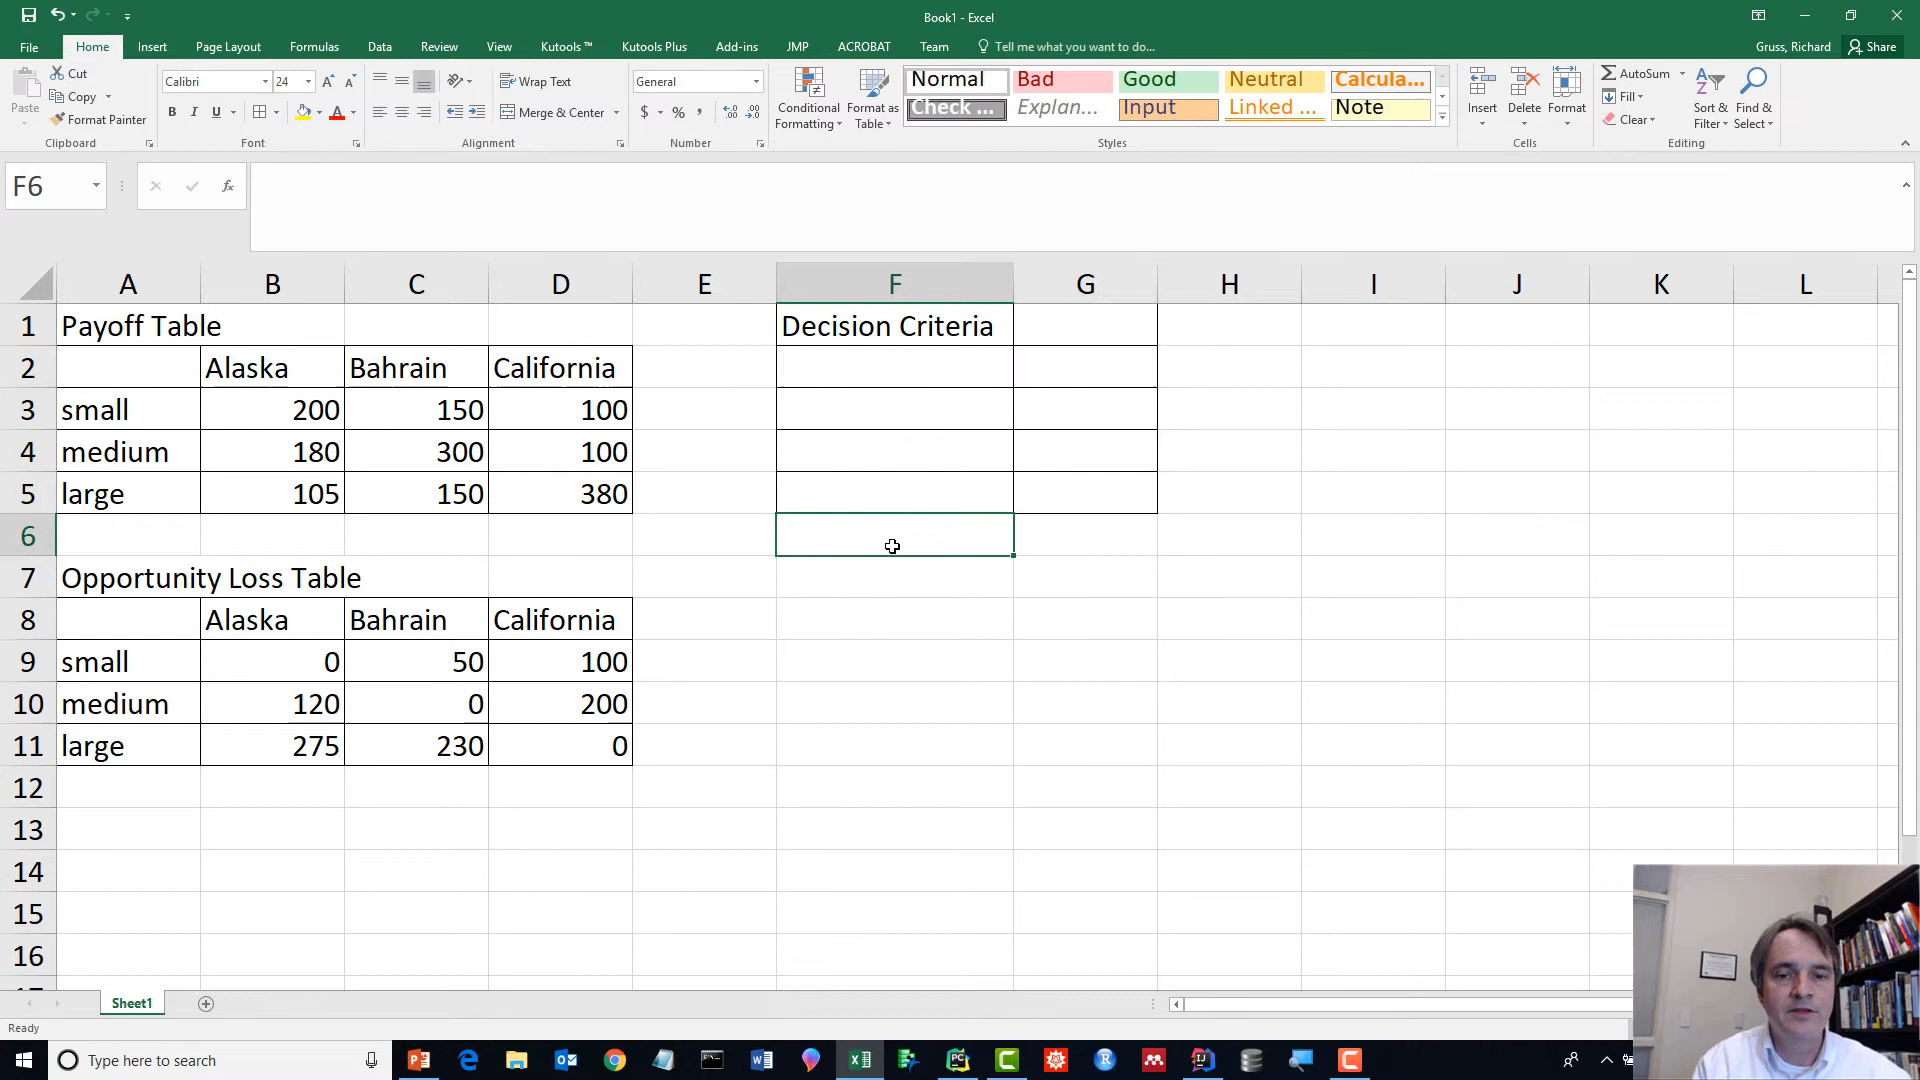 Book1 - Excel
File Home Insert Page Layout Formulas Data Review View Kutools ™ Kutools Plus Add-ins JMP ACROBAT Team Tell me what you want to do... Gruss, Richard Share
Paste
Cut
Copy
Format Painter
Clipboard
Calibri 24
B I U
Font
Wrap Text
Merge & Center
Alignment
General
$ % ,
Number
Conditional Formatting
Format as Table
Normal Bad Good Neutral Calcula...
Check ... Explan... Input Linked ... Note
Styles
Insert Delete Format
Cells
AutoSum
Fill
Clear
Sort & Filter
Find & Select
Editing
F6
fx
A B C D E F G H I J K L
1 Payoff Table Decision Criteria
2 Alaska Bahrain California
3 small 200 150 100
4 medium 180 300 100
5 large 105 150 380
6
7 Opportunity Loss Table
8 Alaska Bahrain California
9 small 0 50 100
10 medium 120 0 200
11 large 275 230 0
12
13
14
15
16
Sheet1
Ready
Type here to search